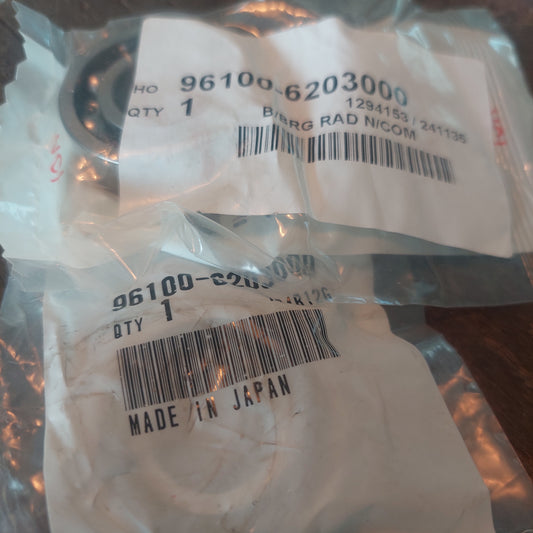 HO 96100-6203000
QTY 1
1294153 / 241135
B/BRG RAD N/COM
96100-6203000
QTY 1
MADE iN JAPAN